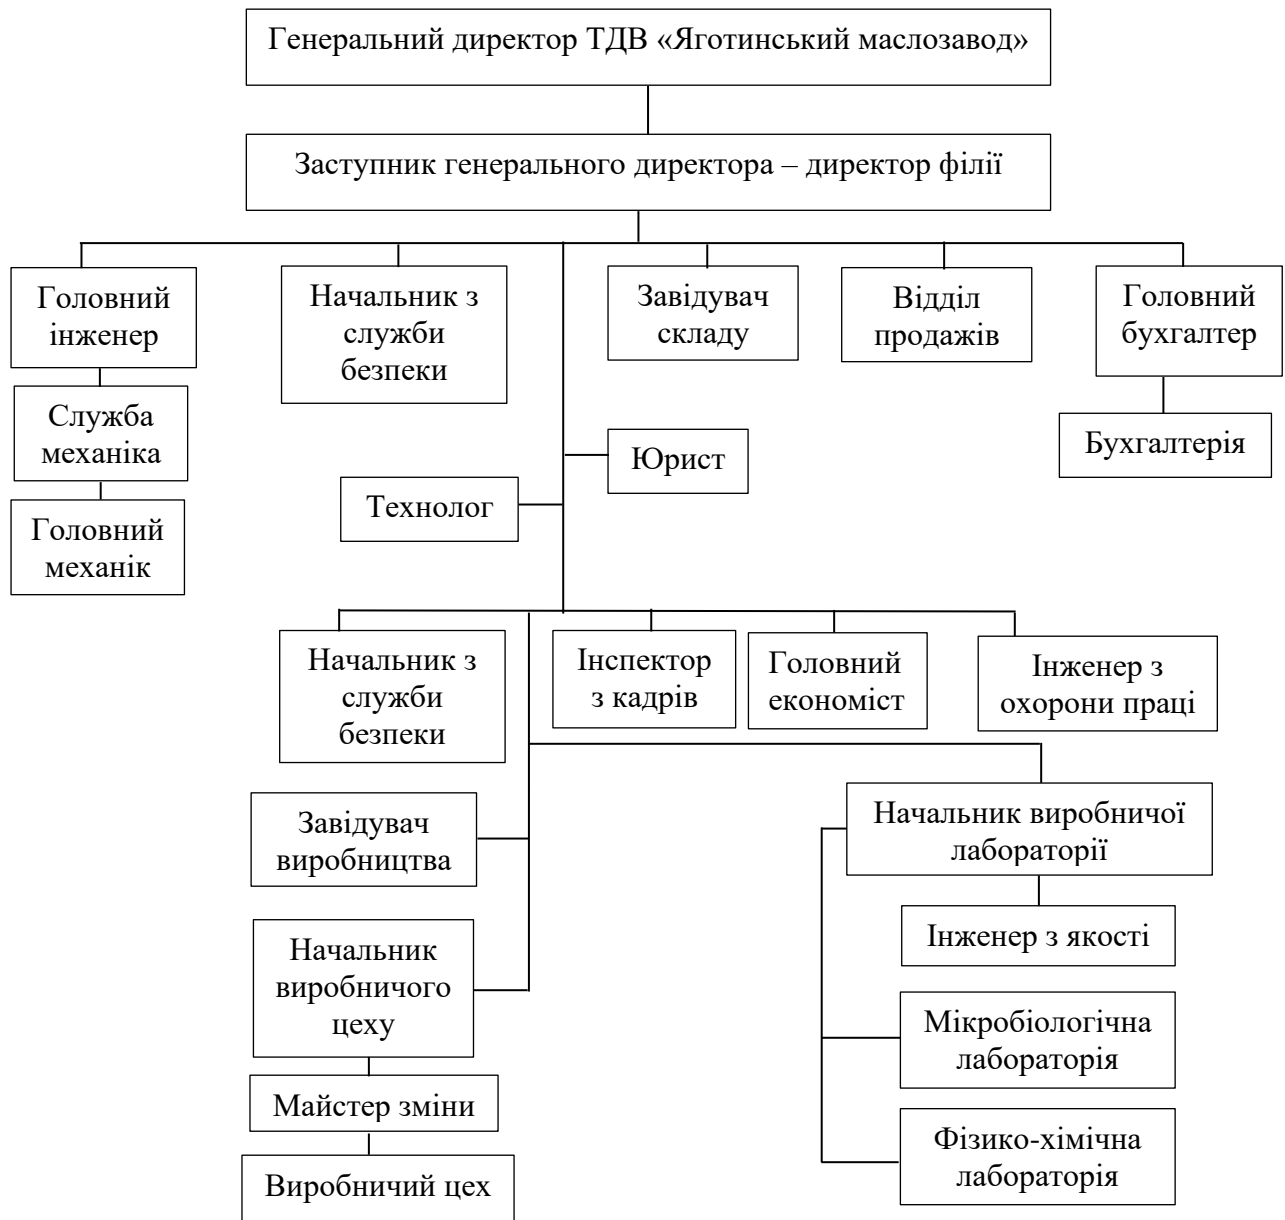 Генеральний директор ТДВ «Яготинський маслозавод»
Заступник генерального директора – директор філії
Головний
інженер
Начальник з
служби
безпеки
Завідувач
складу
Відділ
продажів
Головний
бухгалтер
Служба
механіка
Бухгалтерія
Юрист
Технолог
Головний
механік
Начальник з
служби
безпеки
Інспектор
з кадрів
Головний
економіст
Інженер з
охорони праці
Завідувач
виробництва
Начальник виробничої
лабораторії
Начальник
виробничого
цеху
Інженер з якості
Мікробіологічна
лабораторія
Майстер зміни
Фізико-хімічна
лабораторія
Виробничий цех